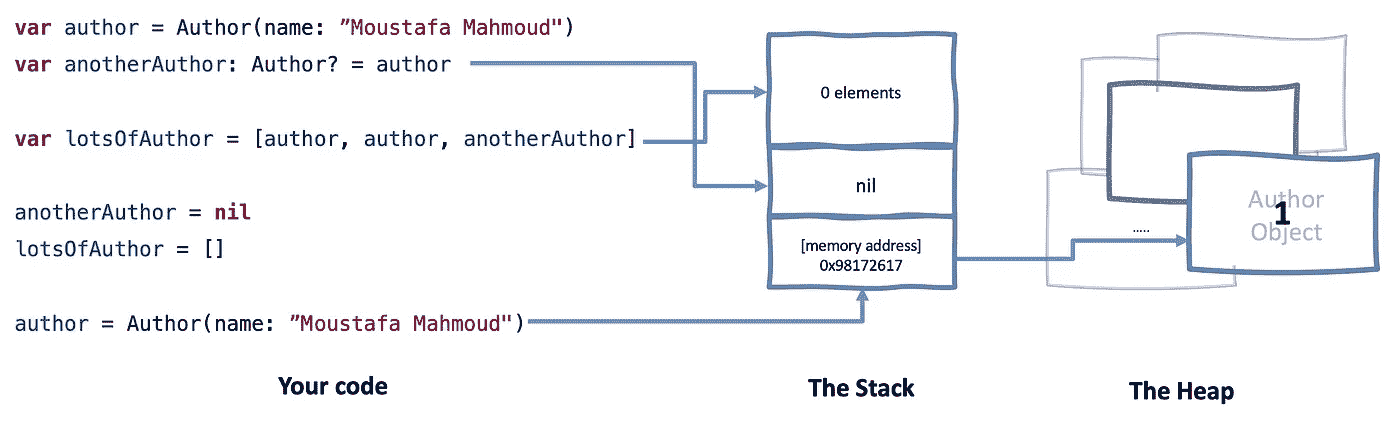 var author = Author(name: ”Moustafa Mahmoud")
var anotherAuthor: Author? = author
var lotsOfAuthor = [author, author, anotherAuthor]
anotherAuthor = nil
lotsOfAuthor = []
author = Author(name: ”Moustafa Mahmoud")
Your code
0 elements
nil
[memory address]
0x98172617
The Stack
.....
Author
1
Object
The Heap